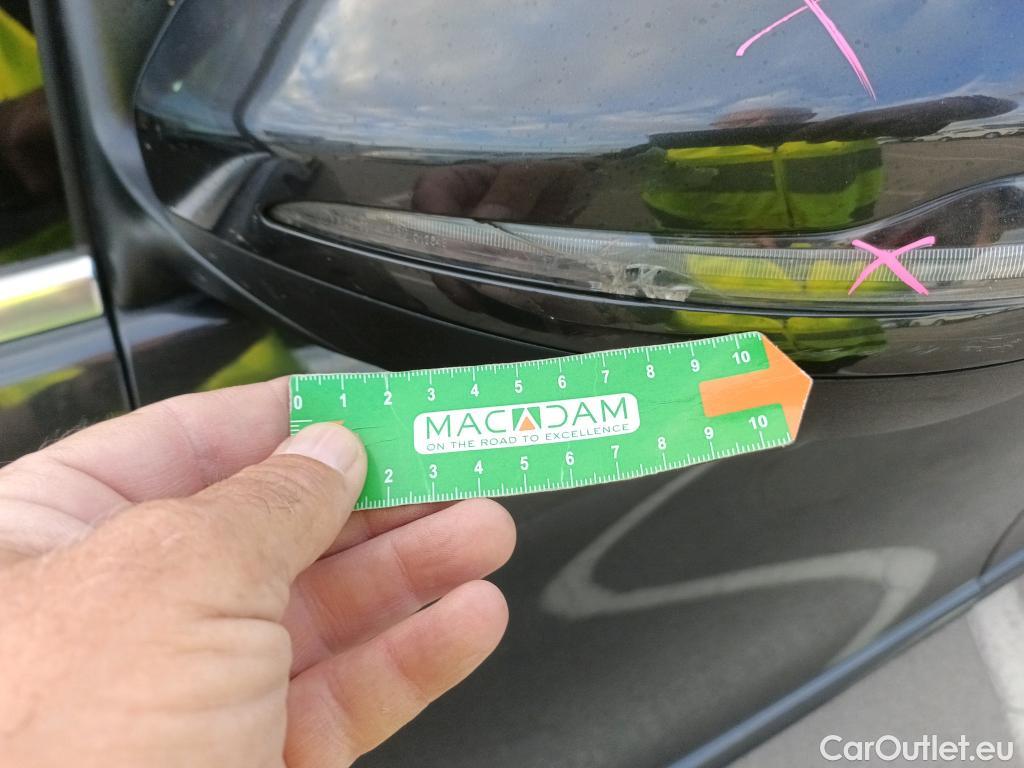 0 1 2 3 4 5 6 7 8 9 10
MACADAM
ON THE ROAD TO EXCELLENCE
2 3 4 5 6 7 8 9 10
CarOutlet.eu